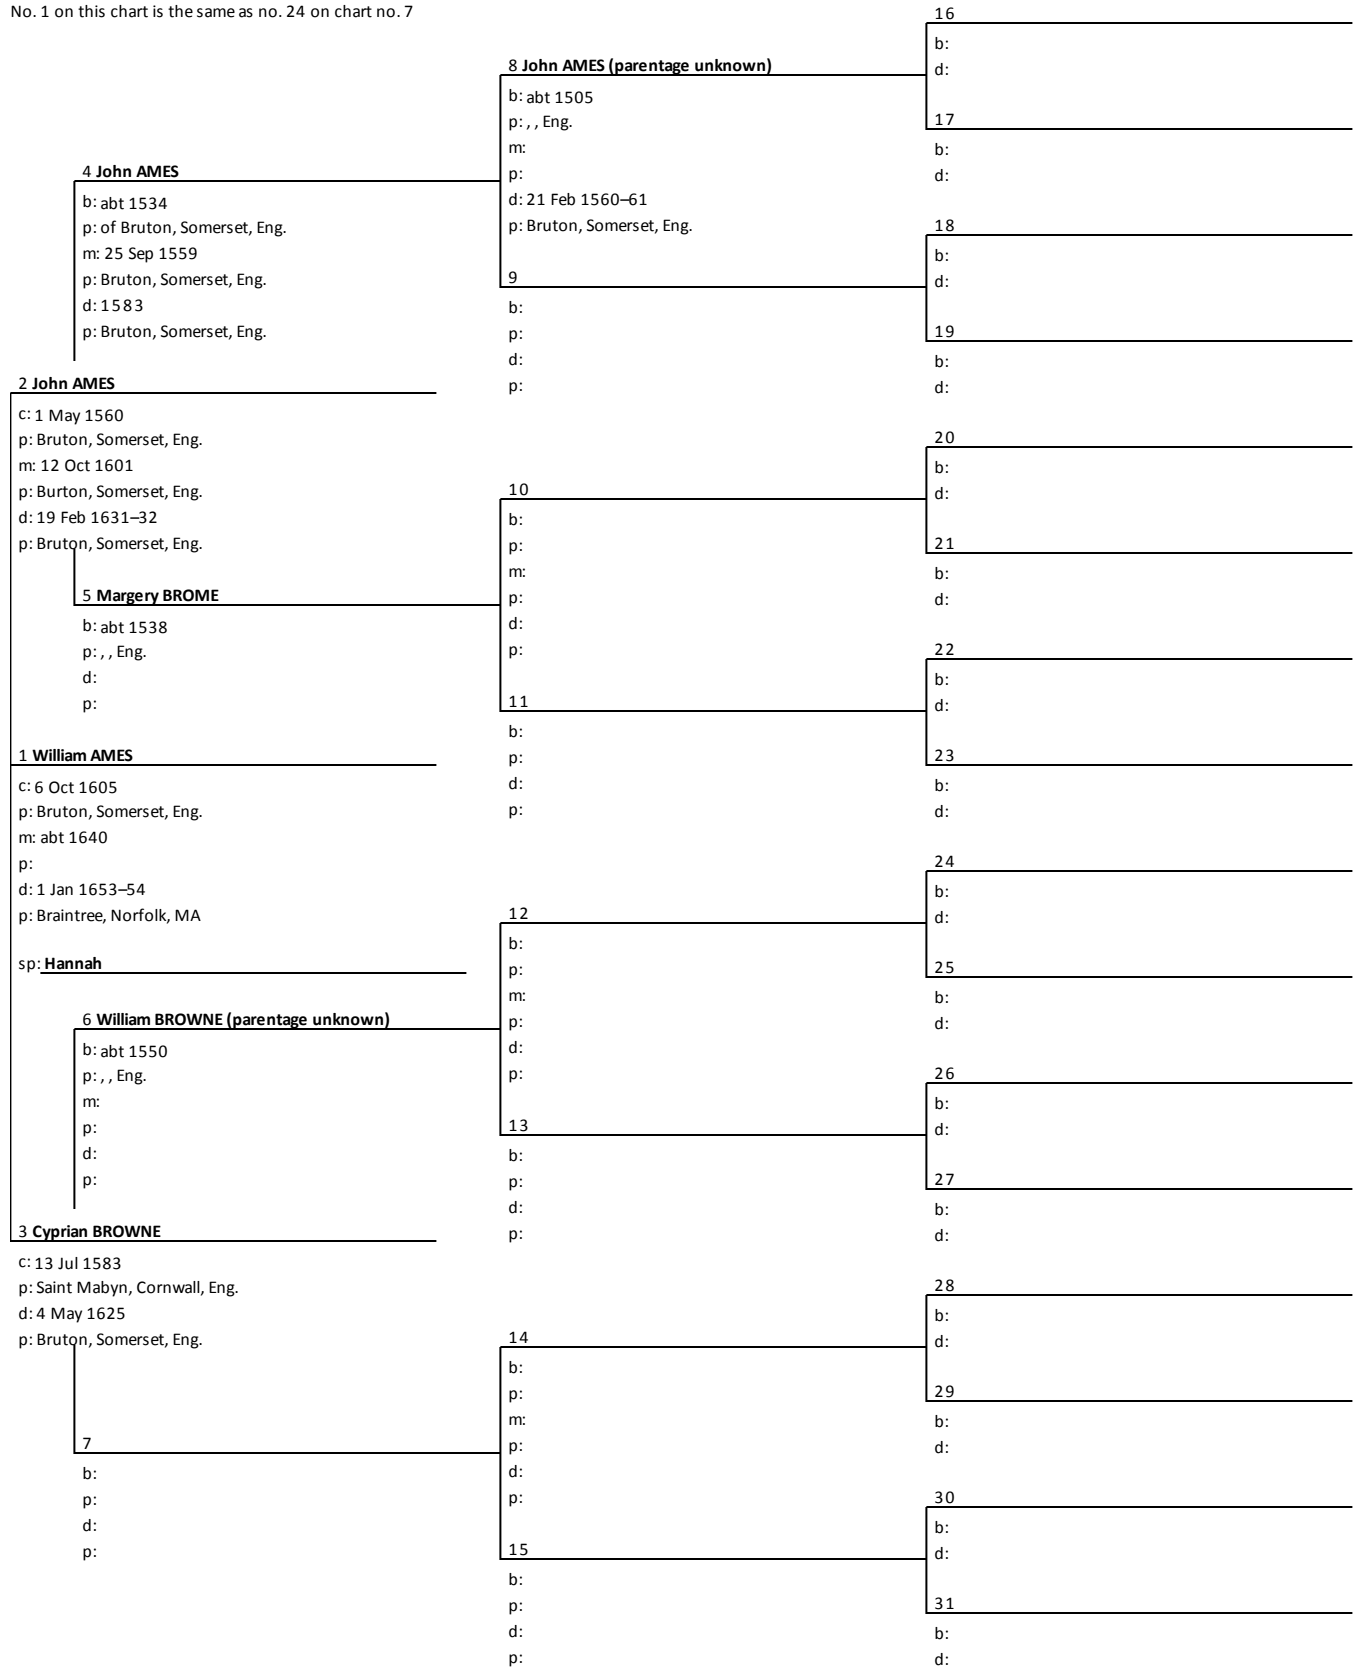 No. 1 on this chart is the same as no. 24 on chart no. 7
4 John AMES
b: abt 1534
p: of Bruton, Somerset, Eng.
m: 25 Sep 1559
p: Bruton, Somerset, Eng.
d: 1583
p: Bruton, Somerset, Eng.
2 John AMES
c: 1 May 1560
p: Bruton, Somerset, Eng.
m: 12 Oct 1601
p: Burton, Somerset, Eng.
d: 19 Feb 1631–32
p: Bruton, Somerset, Eng.
5 Margery BROME
b: abt 1538
p: , , Eng.
d:
p:
1 William AMES
c: 6 Oct 1605
p: Bruton, Somerset, Eng.
m: abt 1640
p:
d: 1 Jan 1653–54
p: Braintree, Norfolk, MA
sp: Hannah
6 William BROWNE (parentage unknown)
b: abt 1550
p: , , Eng.
m:
p:
d:
p:
3 Cyprian BROWNE
c: 13 Jul 1583
p: Saint Mabyn, Cornwall, Eng.
d: 4 May 1625
p: Bruton, Somerset, Eng.
7
b:
p:
d:
p:
8 John AMES (parentage unknown)
b: abt 1505
p: , , Eng.
m:
p:
d: 21 Feb 1560–61
p: Bruton, Somerset, Eng.
9
b:
p:
d:
p:
10
b:
p:
m:
p:
d:
p:
11
b:
p:
d:
p:
12
b:
p:
m:
p:
d:
p:
13
b:
p:
d:
p:
14
b:
p:
m:
p:
d:
p:
15
b:
p:
d:
p:
16
b:
d:
17
b:
d:
18
b:
d:
19
b:
d:
20
b:
d:
21
b:
d:
22
b:
d:
23
b:
d:
24
b:
d:
25
b:
d:
26
b:
d:
27
b:
d:
28
b:
d:
29
b:
d:
30
b:
d:
31
b:
d: